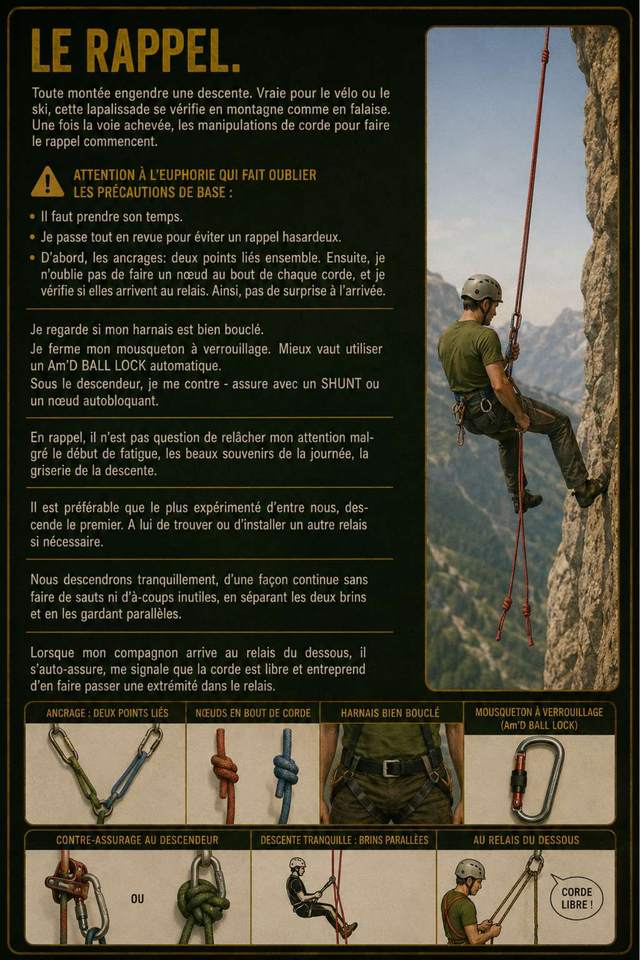 LE RAPPEL.
Toute montée engendre une descente. Vraie pour le vélo ou le
ski, cette lapalissade se vérifie en montagne comme en falaise.
Une fois la voie achevée, les manipulations de corde pour faire
le rappel commencent.
ATTENTION À L'EUPHORIE QUI FAIT OUBLIER
LES PRÉCAUTIONS DE BASE :
• Il faut prendre son temps.
• Je passe tout en revue pour éviter un rappel hasardeux.
• D'abord, les ancrages: deux points liés ensemble. Ensuite, je
n'oublie pas de faire un nœud au bout de chaque corde, et je
vérifie si elles arrivent au relais. Ainsi, pas de surprise à l'arrivée.
Je regarde si mon harnais est bien bouclé.
Je ferme mon mousqueton à verrouillage. Mieux vaut utiliser
un Am'D BALL LOCK automatique.
Sous le descendeur, je me contre - assure avec un SHUNT ou
un nœud autobloquant.
En rappel, il n'est pas question de relâcher mon attention mal-
gré le début de fatigue, les beaux souvenirs de la journée, la
griserie de la descente.
Il est préférable que le plus expérimenté d'entre nous, des-
cende le premier. A lui de trouver ou d'installer un autre relais
si nécessaire.
Nous descendrons tranquillement, d'une façon continue sans
faire de sauts ni d'à-coups inutiles, en séparant les deux brins
et en les gardant parallèles.
Lorsque mon compagnon arrive au relais du dessous, il
s'auto-assure, me signale que la corde est libre et entreprend
d'en faire passer une extrémité dans le relais.
ANCRAGE : DEUX POINTS LIÉS
NŒUDS EN BOUT DE CORDE
HARNAIS BIEN BOUCLÉ
MOUSQUETON À VERROUILLAGE
(Am'D BALL LOCK)
CONTRE-ASSURAGE AU DESCENDEUR
OU
DESCENTE TRANQUILLE : BRINS PARALLÈES
AU RELAIS DU DESSOUS
CORDE
LIBRE !